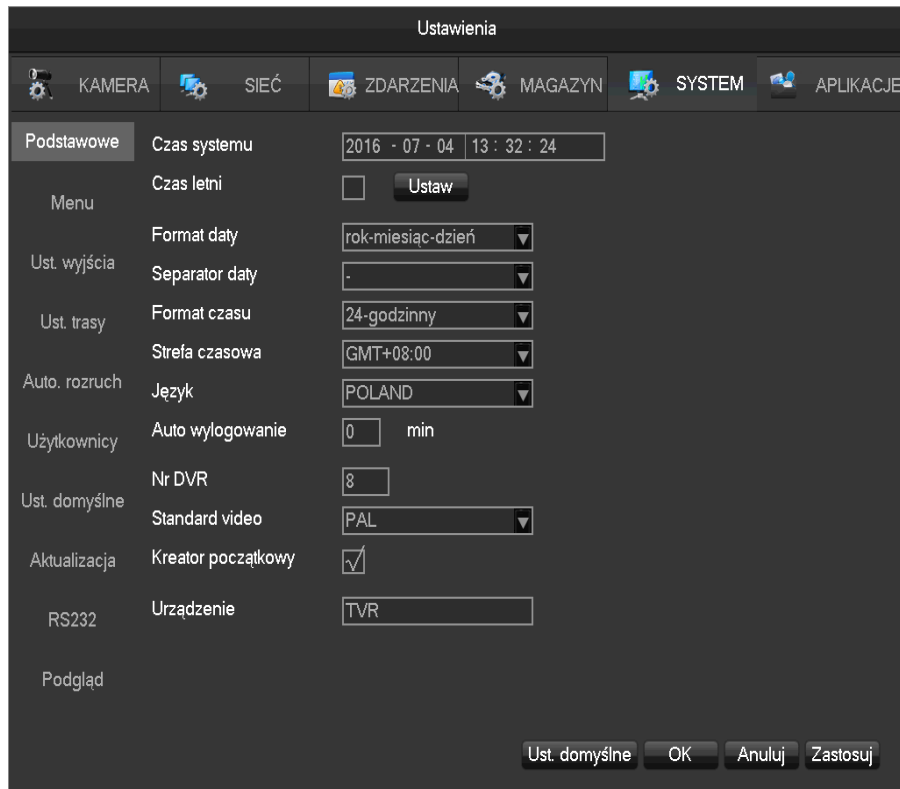 Ustawienia
KAMERA SIEĆ ZDARZENIA MAGAZYN SYSTEM APLIKACJE
Podstawowe
Menu
Ust. wyjścia
Ust. trasy
Auto. rozruch
Użytkownicy
Ust. domyślne
Aktualizacja
RS232
Podgląd
Czas systemu 2016 - 07 - 04 13 : 32 : 24
Czas letni Ustaw
Format daty rok-miesiąc-dzień
Separator daty -
Format czasu 24-godzinny
Strefa czasowa GMT+08:00
Język POLAND
Auto wylogowanie 0 min
Nr DVR 8
Standard video PAL
Kreator początkowy
Urządzenie TVR
Ust. domyślne OK Anuluj Zastosuj